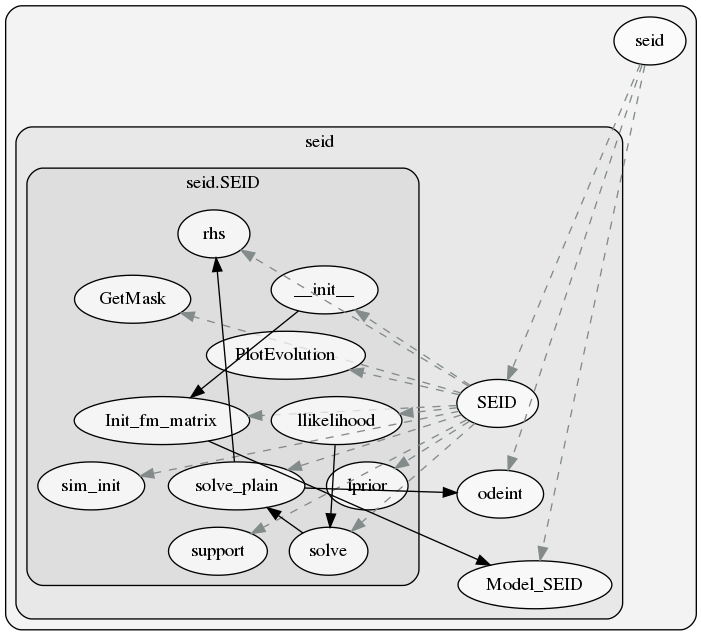 seid
seid
seid.SEID
rhs
__init__
GetMask
PlotEvolution
SEID
Init_fm_matrix
llikelihood
sim_init
solve_plain
lprior
odeint
support
solve
Model_SEID